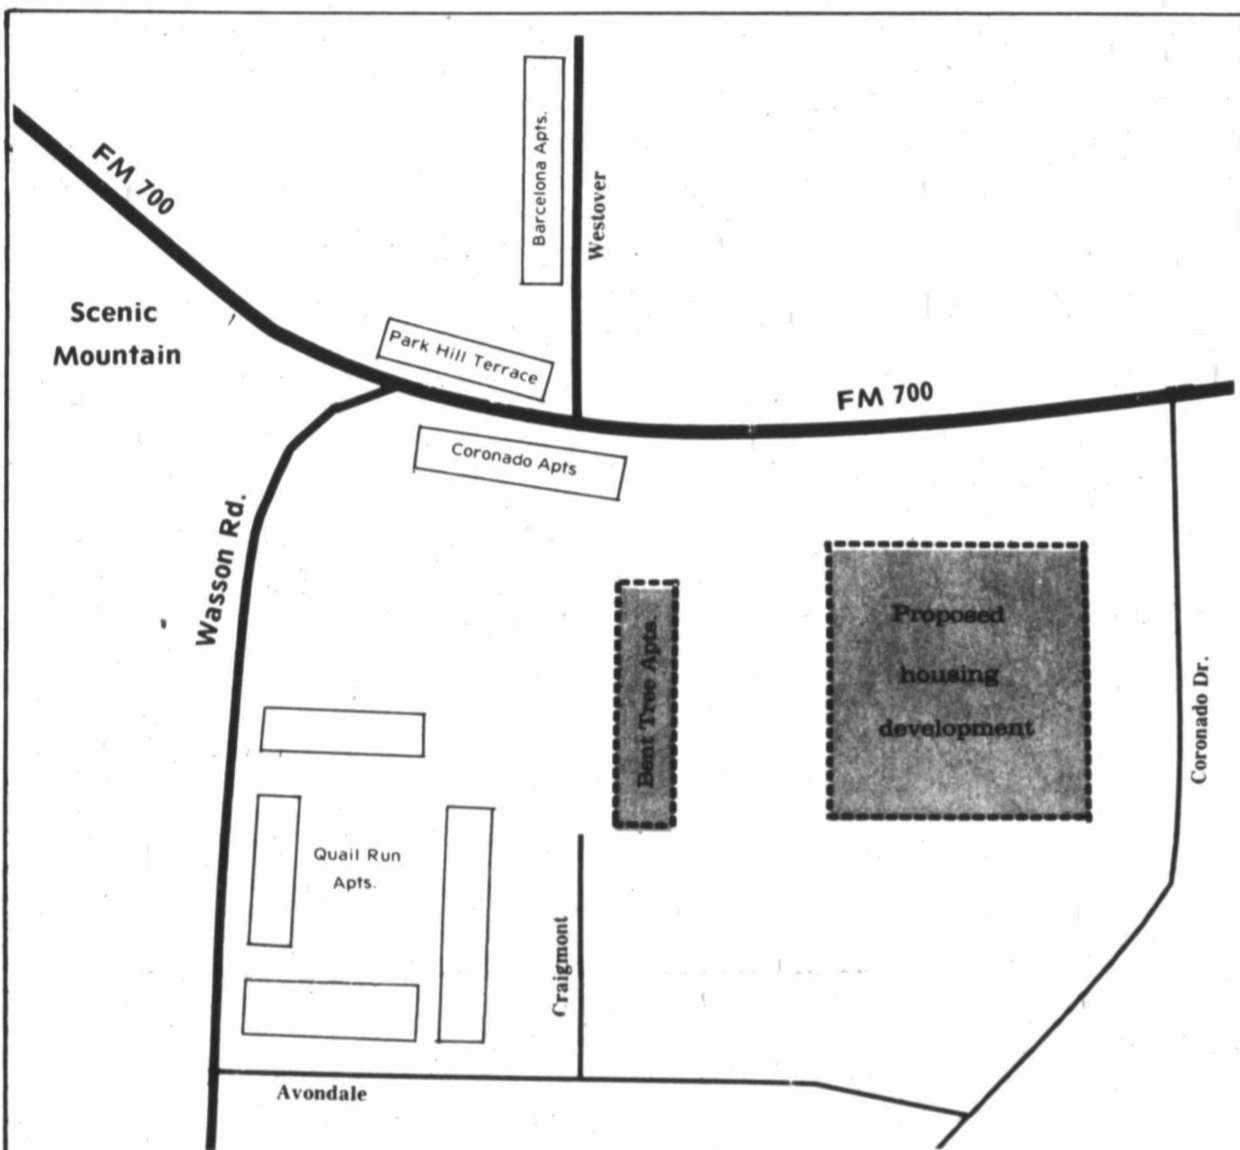 FM 700
Barcelona Apts.
Westover
Scenic
Mountain
Park Hill Terrace
FM 700
Coronado Apts
Wasson Rd.
Proposed
housing
development
Bent Tree Apts.
Coronado Dr.
Quail Run
Apts.
Craigmont
Avondale